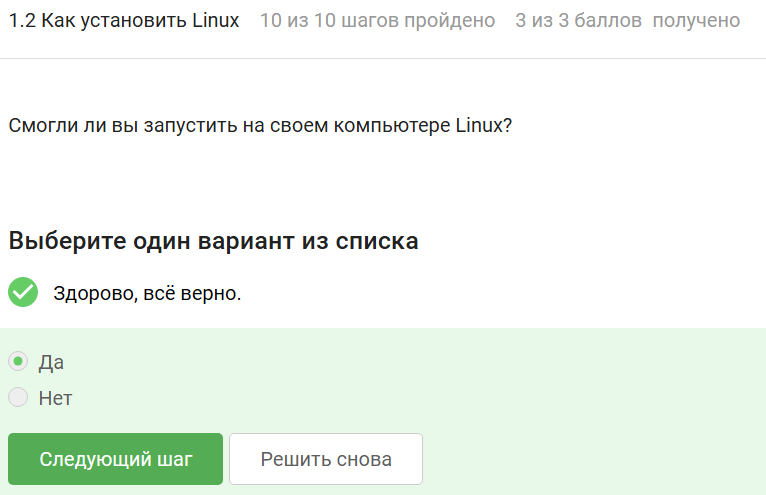 1.2 Как установить Linux 10 из 10 шагов пройдено 3 из 3 баллов получено
Смогли ли вы запустить на своем компьютере Linux?
Выберите один вариант из списка
Здорово, всё верно.
Да
Нет
Следующий шаг Решить снова